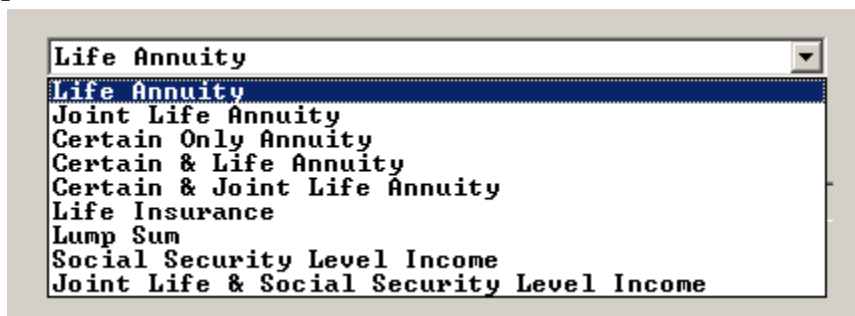 Life Annuity
Life Annuity
Joint Life Annuity
Certain Only Annuity
Certain & Life Annuity
Certain & Joint Life Annuity
Life Insurance
Lump Sum
Social Security Level Income
Joint Life & Social Security Level Income